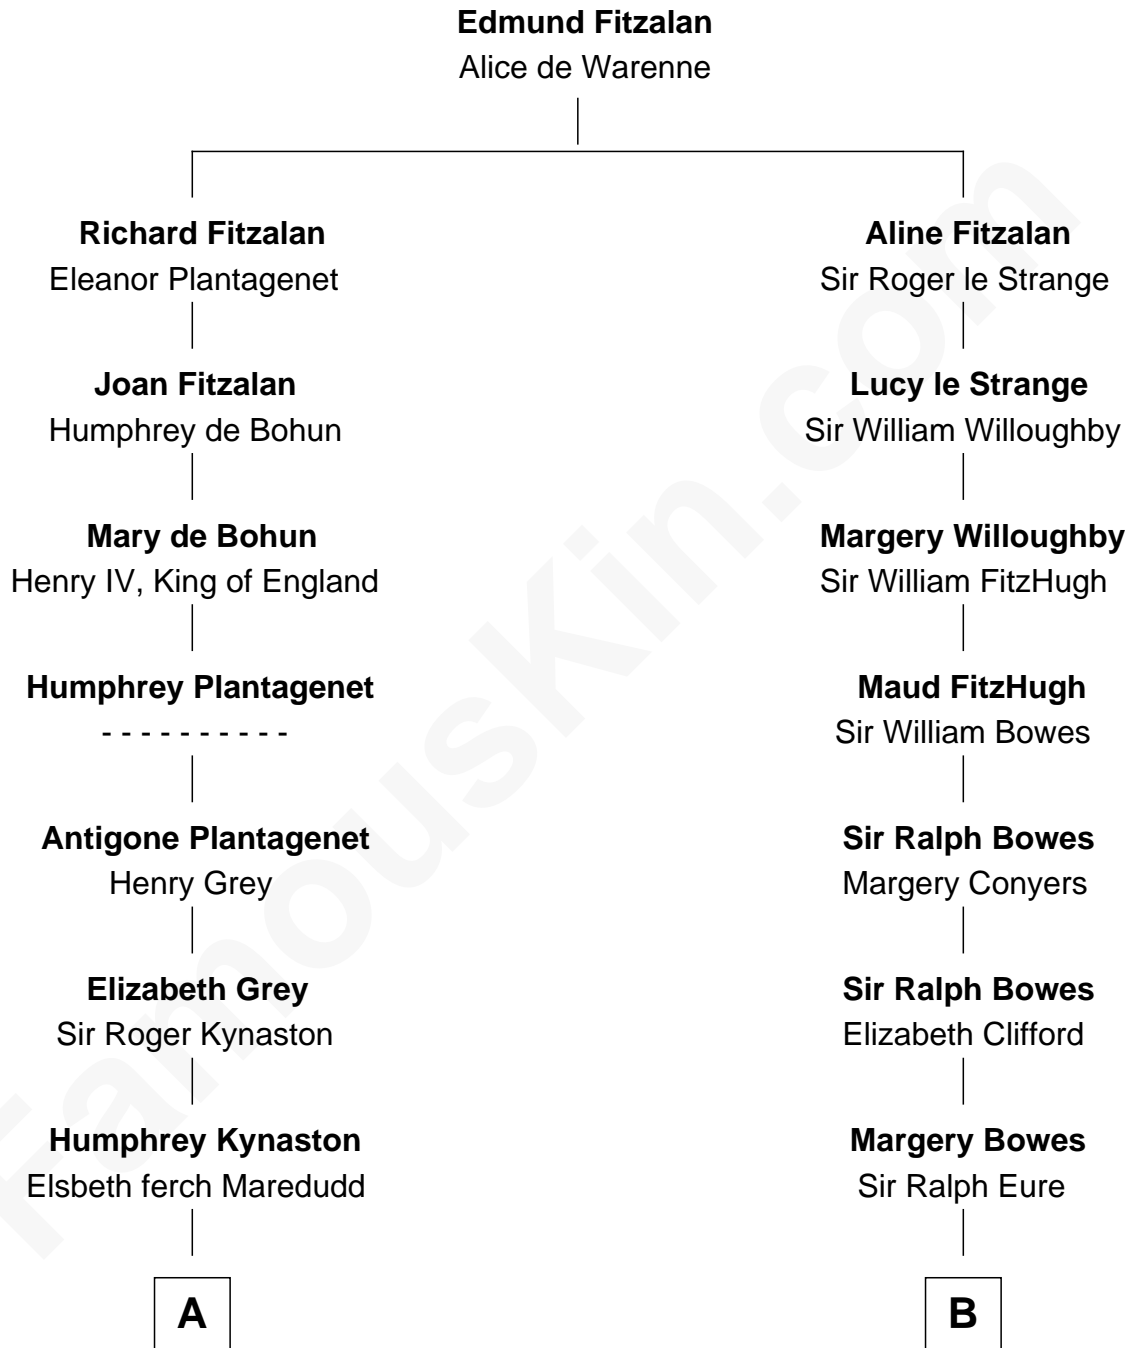 Edmund Fitzalan
Alice de Warenne
Richard Fitzalan
Eleanor Plantagenet
Joan Fitzalan
Humphrey de Bohun
Mary de Bohun
Henry IV, King of England
Humphrey Plantagenet
- - - - - - - - - -
Antigone Plantagenet
Henry Grey
Elizabeth Grey
Sir Roger Kynaston
Humphrey Kynaston
Elsbeth ferch Maredudd
A
Aline Fitzalan
Sir Roger le Strange
Lucy le Strange
Sir William Willoughby
Margery Willoughby
Sir William FitzHugh
Maud FitzHugh
Sir William Bowes
Sir Ralph Bowes
Margery Conyers
Sir Ralph Bowes
Elizabeth Clifford
Margery Bowes
Sir Ralph Eure
B
FamousKin.com